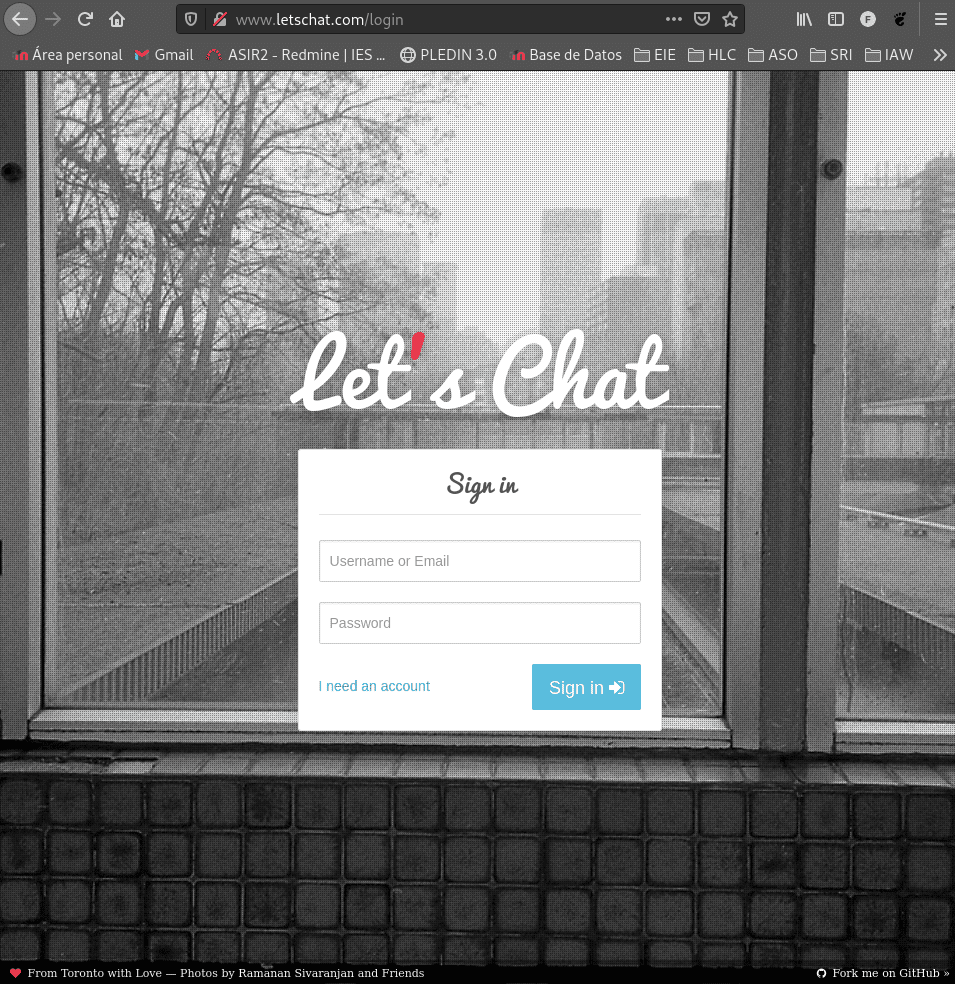 www.letschat.com/login
Área personal Gmail ASIR2 - Redmine | IES ... PLEDIN 3.0 Base de Datos EIE HLC ASO SRI IAW
Let's Chat
Sign in
Username or Email
Password
I need an account Sign in
From Toronto with Love — Photos by Ramanan Sivaranjan and Friends Fork me on GitHub »